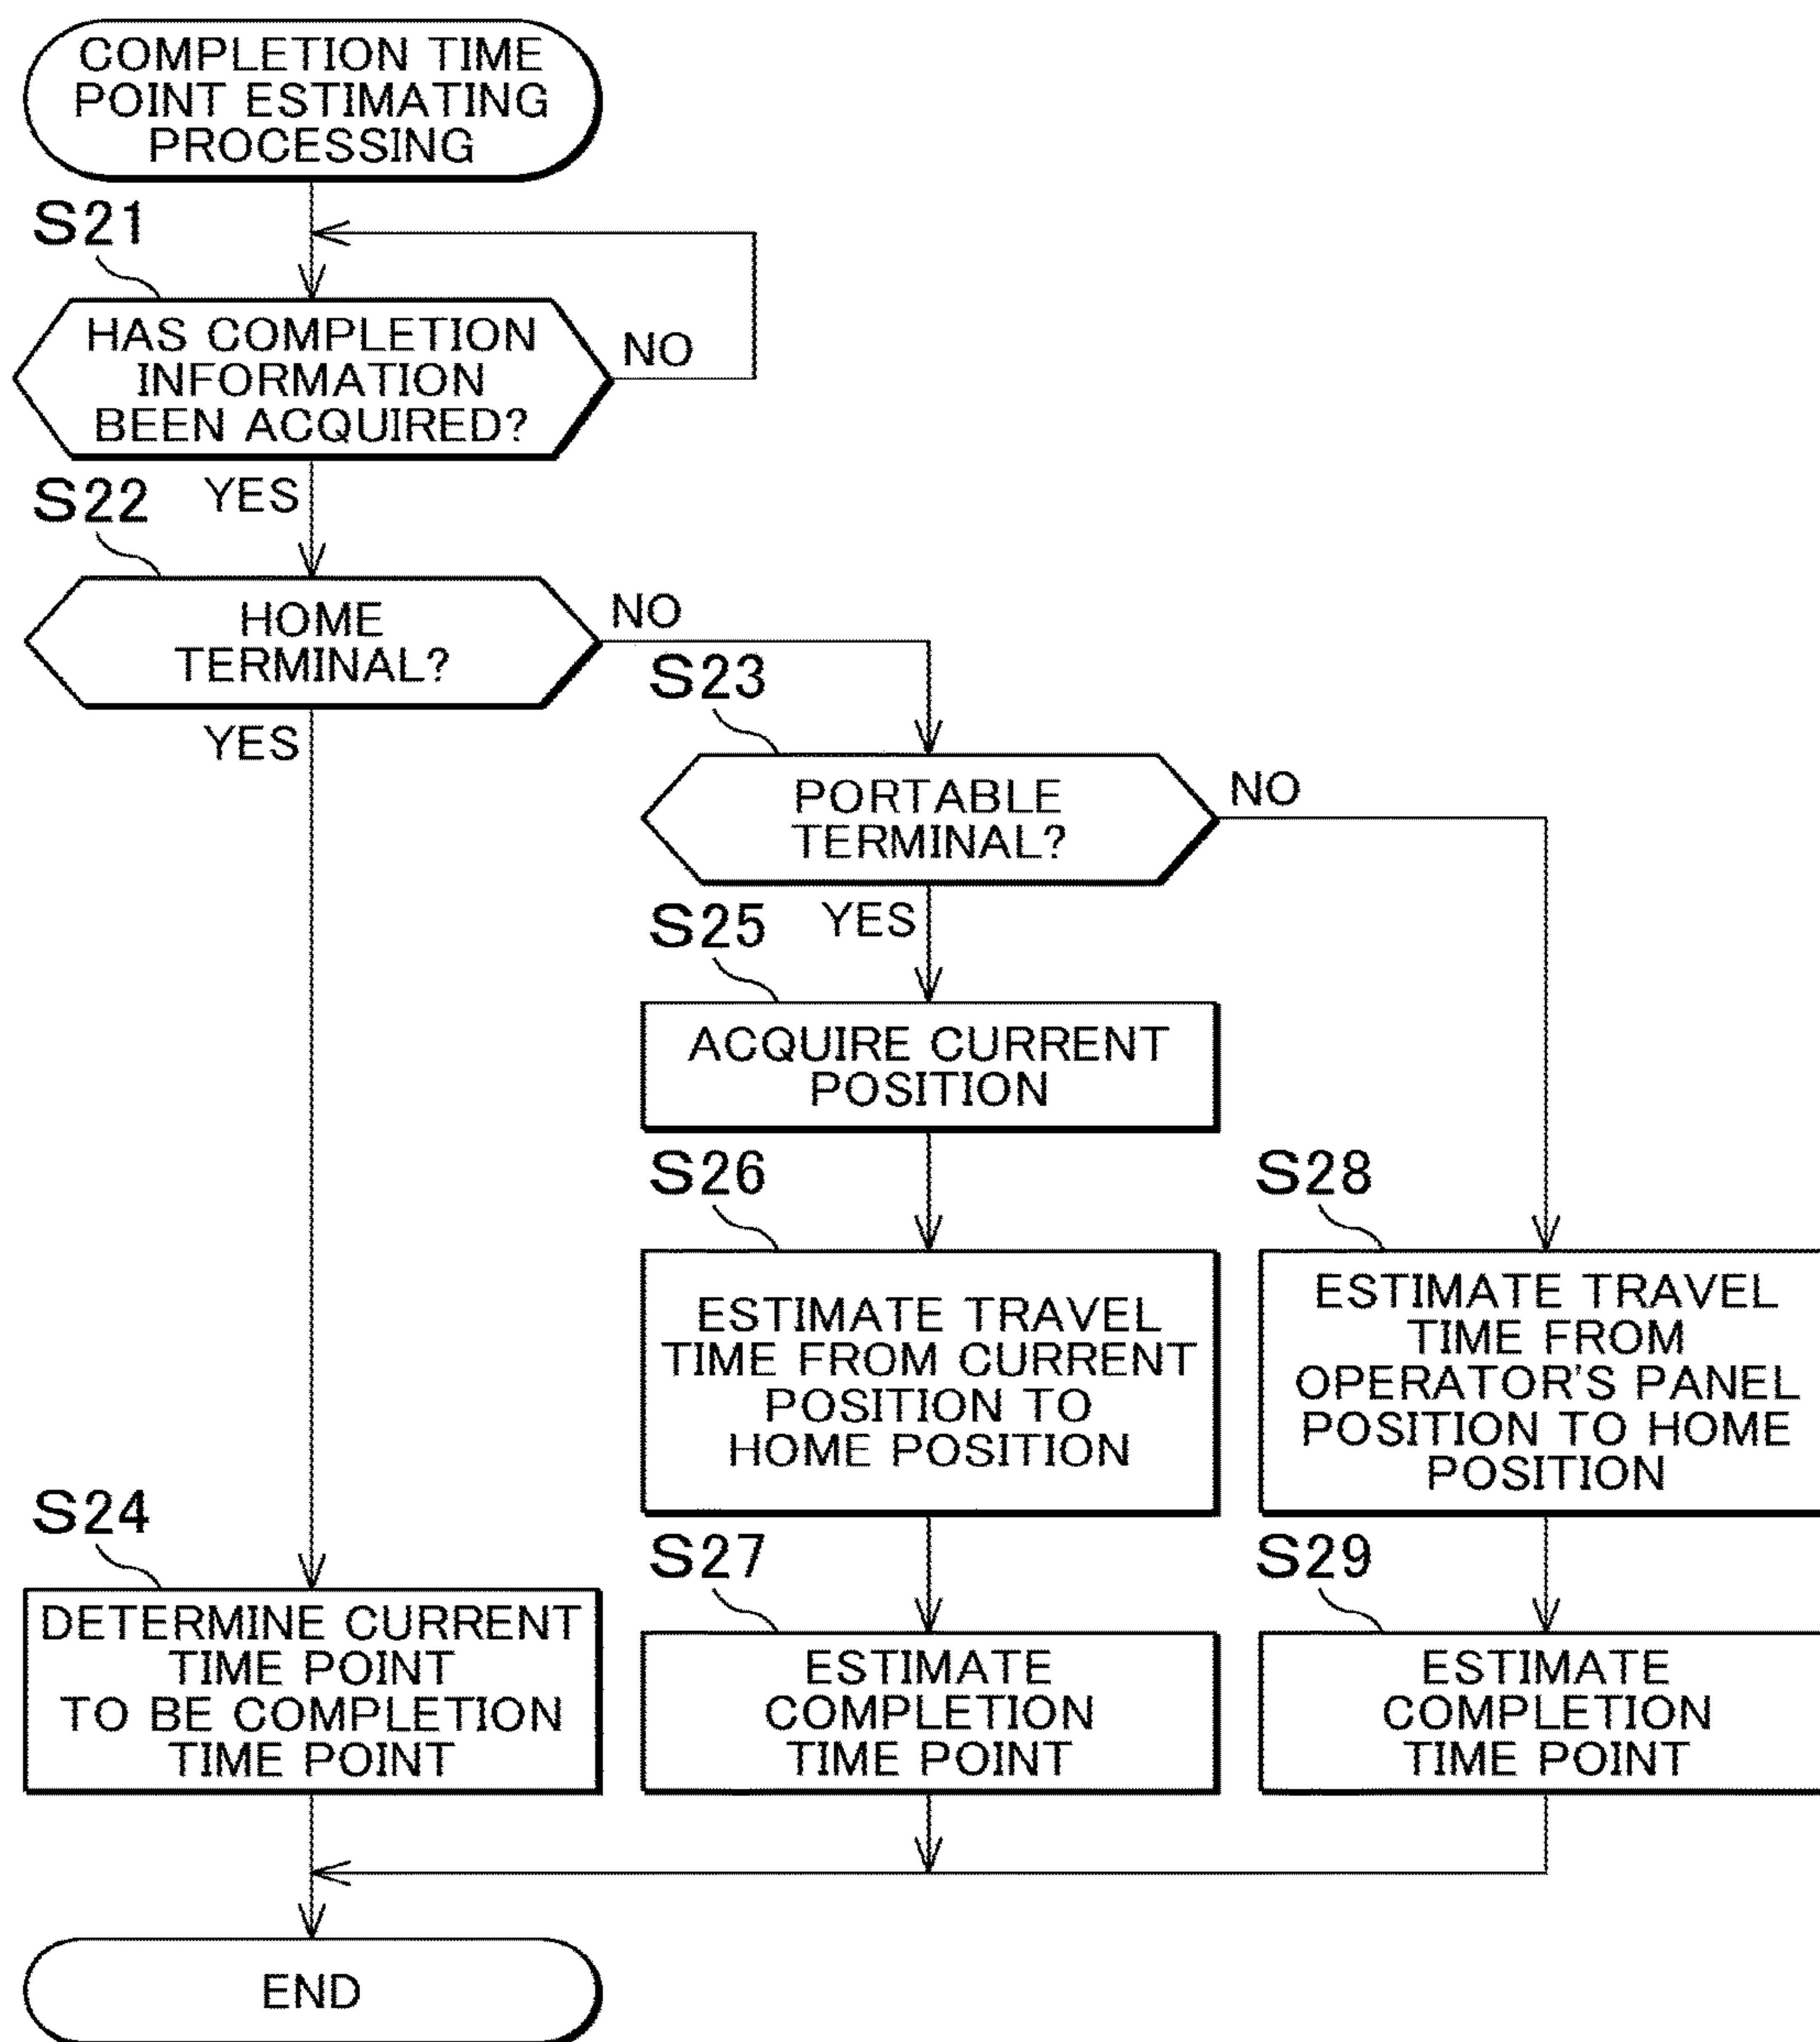 COMPLETION TIME
POINT ESTIMATING
PROCESSING
S21
HAS COMPLETION
INFORMATION
BEEN ACQUIRED?
NO
YES
S22
HOME
TERMINAL?
NO
YES
S23
PORTABLE
TERMINAL?
NO
YES
S25
ACQUIRE CURRENT
POSITION
S26
ESTIMATE TRAVEL
TIME FROM CURRENT
POSITION TO
HOME POSITION
S28
ESTIMATE TRAVEL
TIME FROM
OPERATOR'S PANEL
POSITION TO HOME
POSITION
S24
DETERMINE CURRENT
TIME POINT
TO BE COMPLETION
TIME POINT
S27
ESTIMATE
COMPLETION
TIME POINT
S29
ESTIMATE
COMPLETION
TIME POINT
END